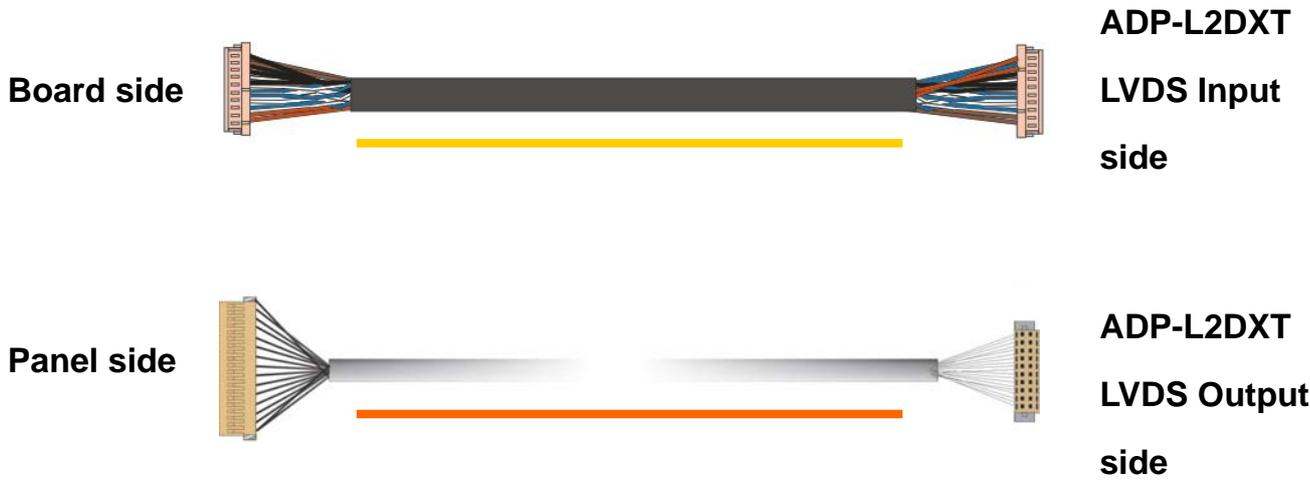 Board side
ADP-L2DXT
LVDS Input
side
Panel side
ADP-L2DXT
LVDS Output
side